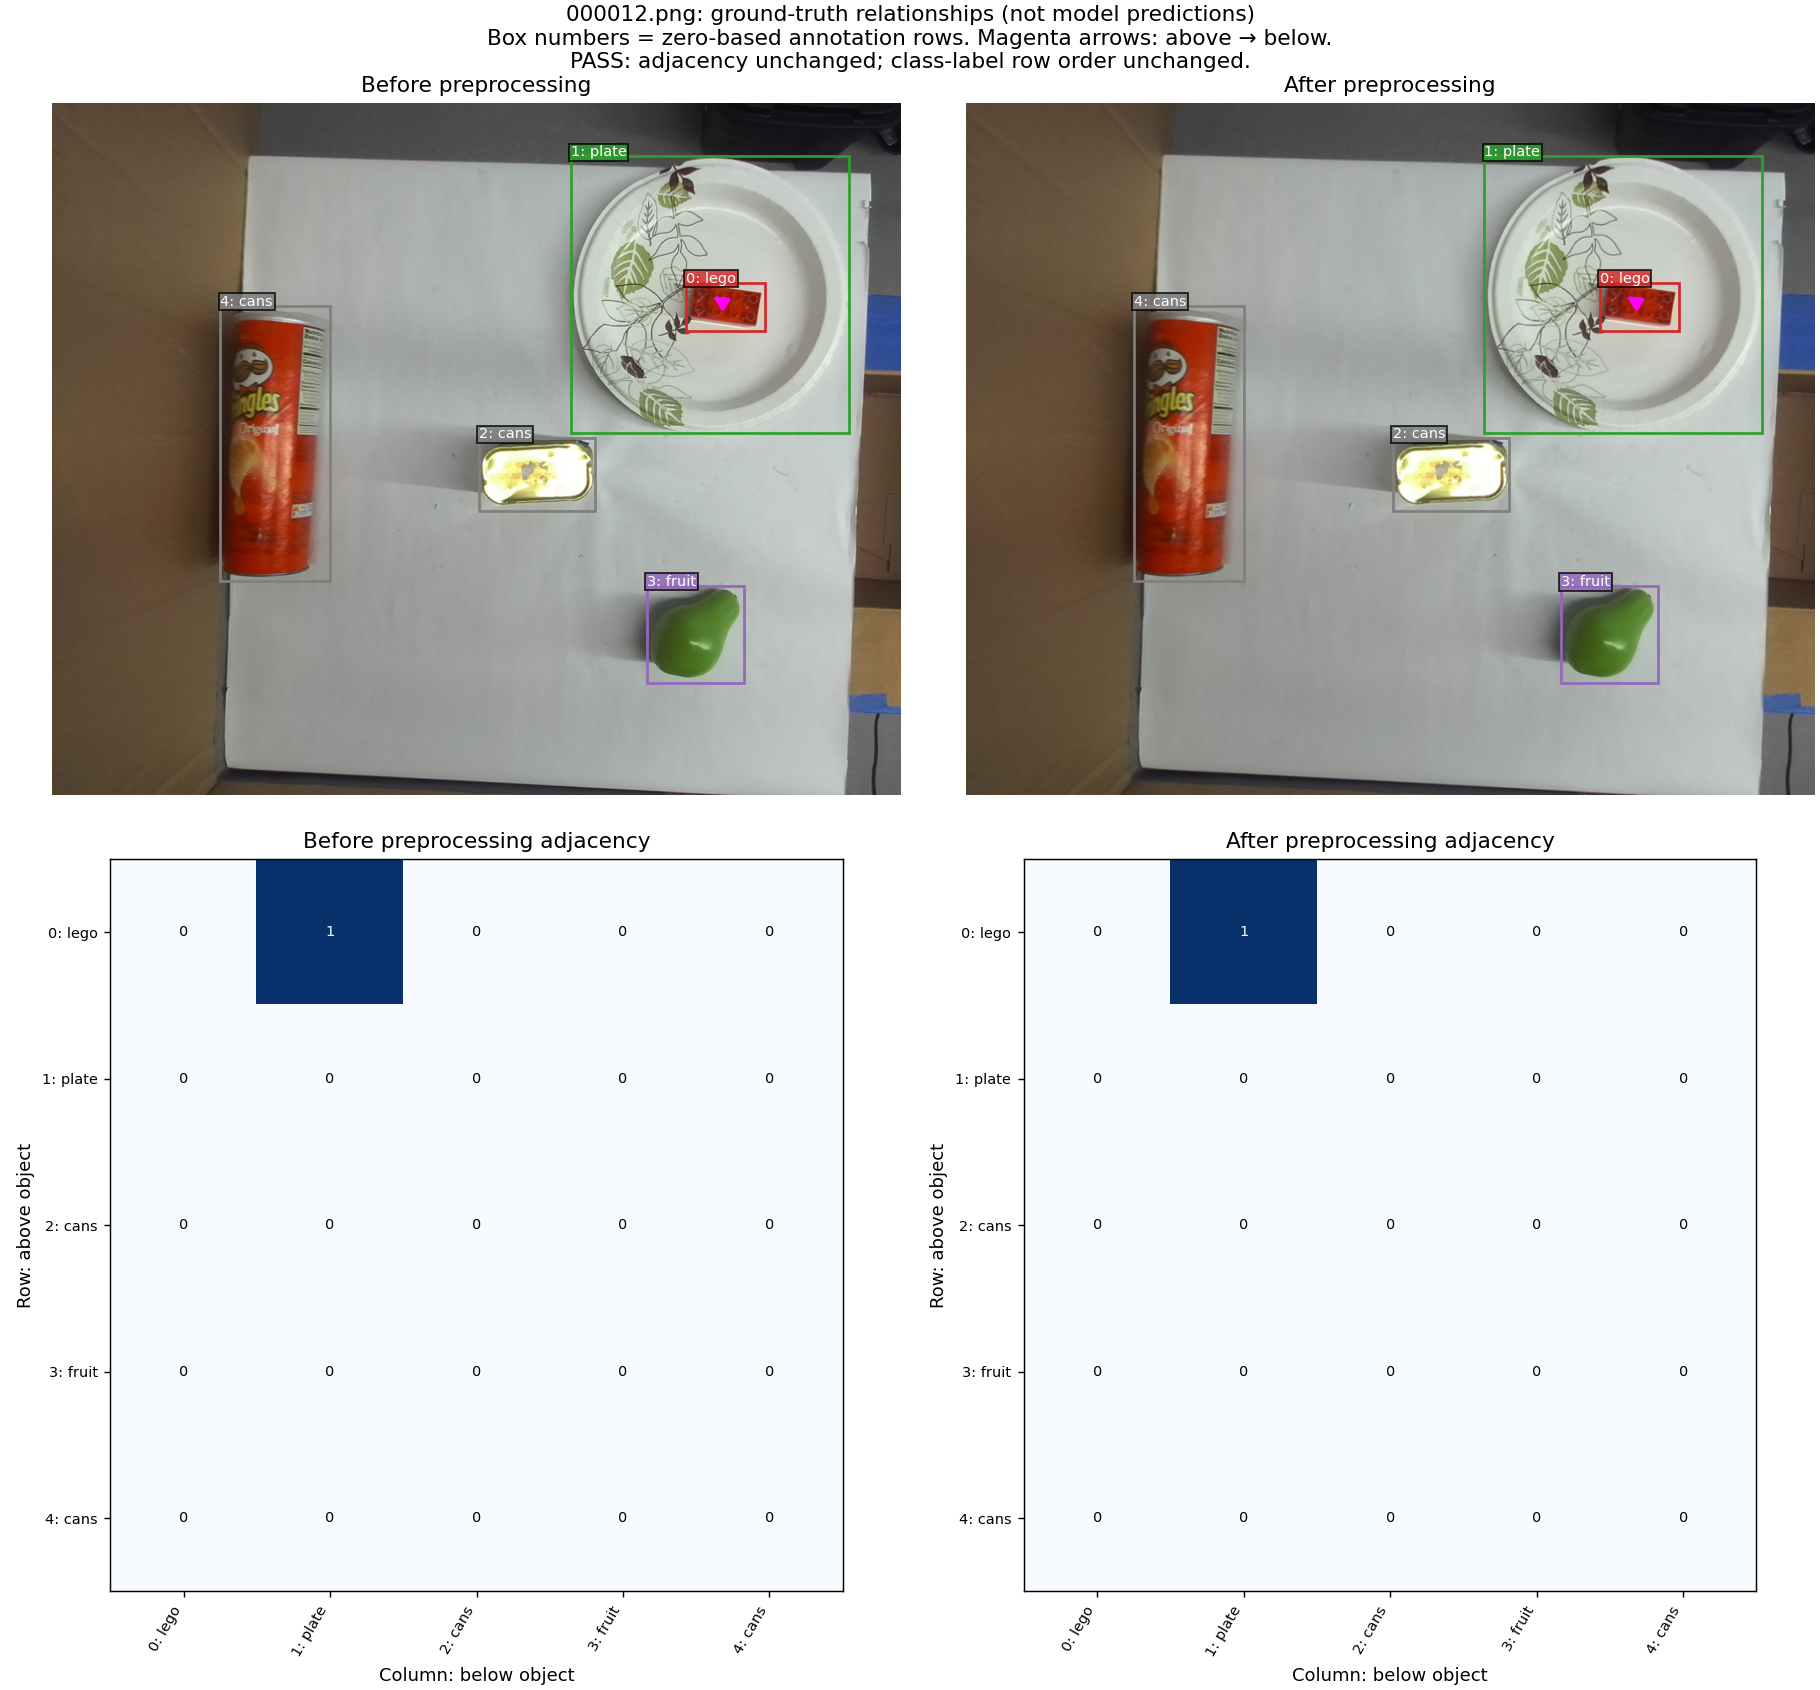 000012.png: ground-truth relationships (not model predictions)
Box numbers = zero-based annotation rows. Magenta arrows: above → below.
PASS: adjacency unchanged; class-label row order unchanged.
Before preprocessing
After preprocessing
1: plate
0: lego
4: cans
2: cans
3: fruit
ingles
Original
1: plate
0: lego
4: cans
2: cans
3: fruit
ingles
Original
Before preprocessing adjacency
0: lego 0 1 0 0 0
1: plate 0 0 0 0 0
2: cans 0 0 0 0 0
3: fruit 0 0 0 0 0
4: cans 0 0 0 0 0
0: lego 1: plate 2: cans 3: fruit 4: cans
Row: above object
Column: below object
After preprocessing adjacency
0: lego 0 1 0 0 0
1: plate 0 0 0 0 0
2: cans 0 0 0 0 0
3: fruit 0 0 0 0 0
4: cans 0 0 0 0 0
0: lego 1: plate 2: cans 3: fruit 4: cans
Row: above object
Column: below object